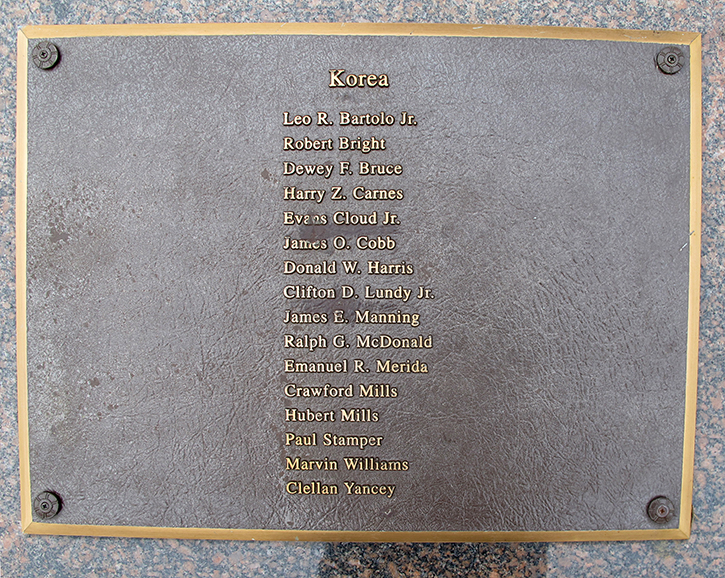 Korea
Leo R. Bartolo Jr.
Robert Bright
Dewey F. Bruce
Harry Z. Carnes
Evans Cloud Jr.
James O. Cobb
Donald W. Harris
Clifton D. Lundy Jr.
James E. Manning
Ralph G. McDonald
Emanuel R. Merida
Crawford Mills
Hubert Mills
Paul Stamper
Marvin Williams
Clellan Yancey